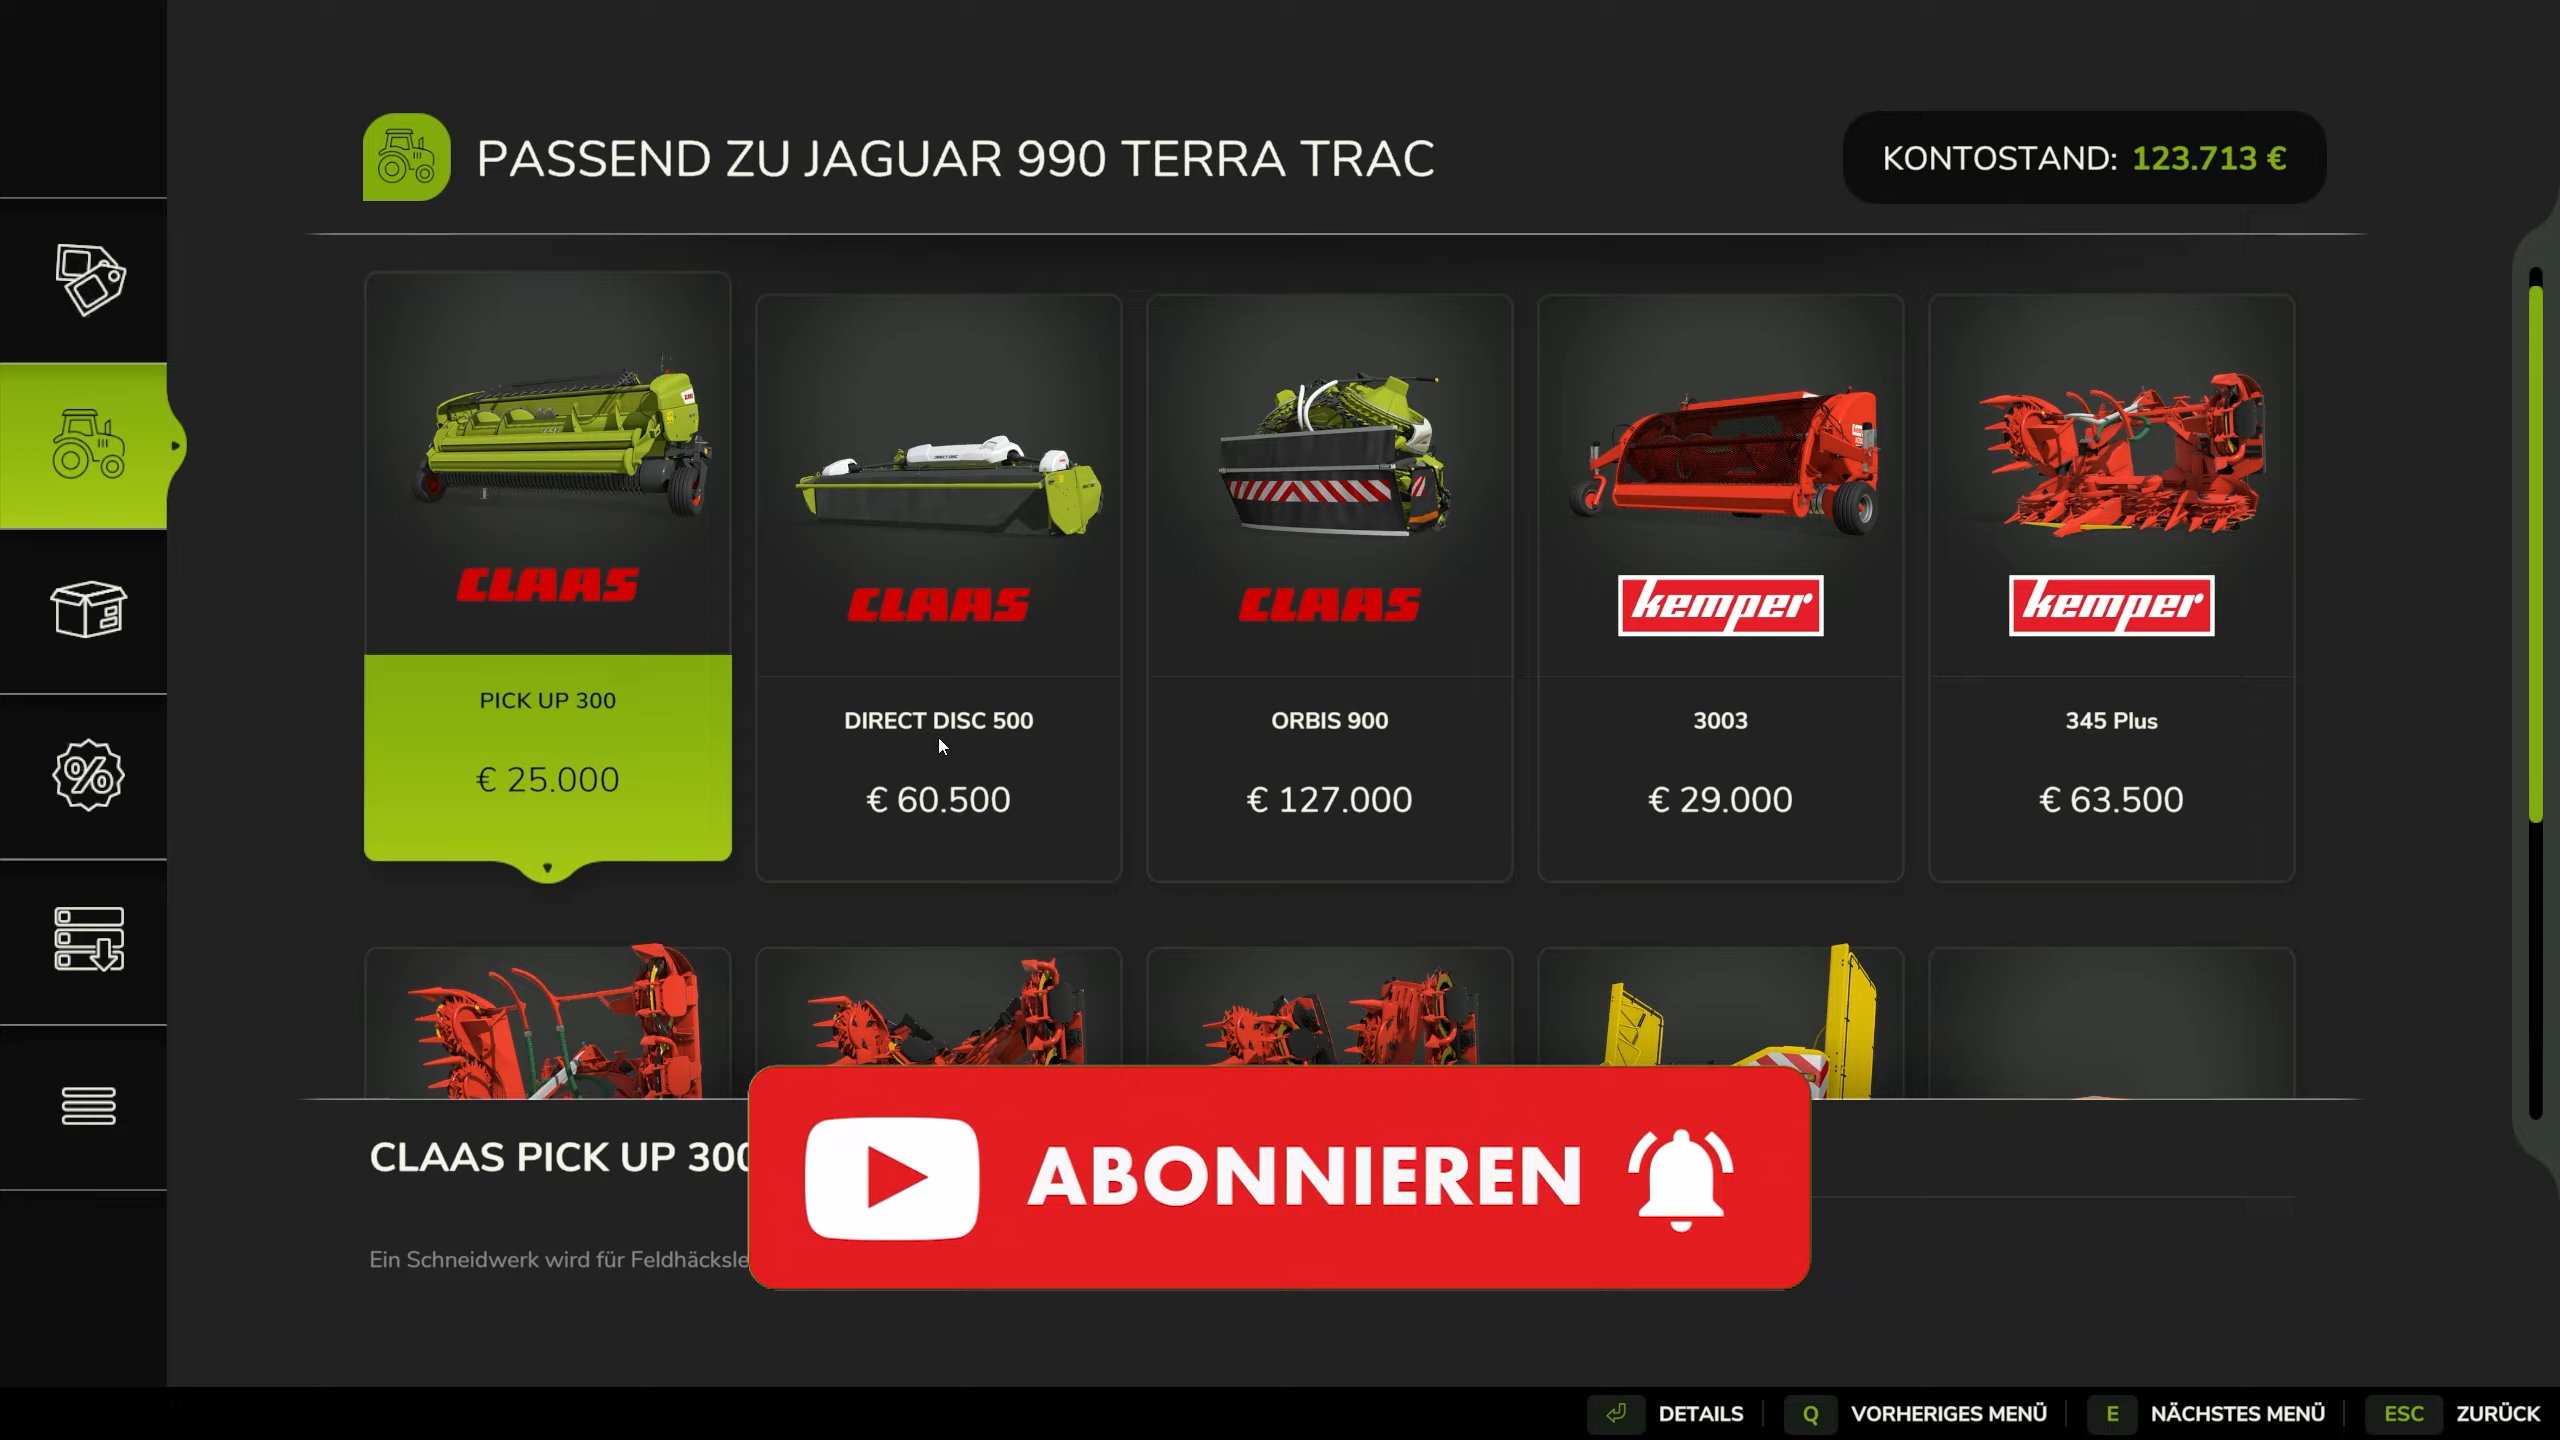 PASSEND ZU JAGUAR 990 TERRA TRAC
KONTOSTAND: 123.713 €
CLAAS
CLAAS
CLAAS
kemper
kemper
PICK UP 300
€ 25.000
DIRECT DISC 500
€ 60.500
ORBIS 900
€ 127.000
3003
€ 29.000
345 Plus
€ 63.500
CLAAS PICK UP 300
ABONNIEREN
Ein Schneidwerk wird für
DETAILS
Q VORHERIGES MENÜ
E NÄCHSTES MENÜ
ESC ZURÜCK